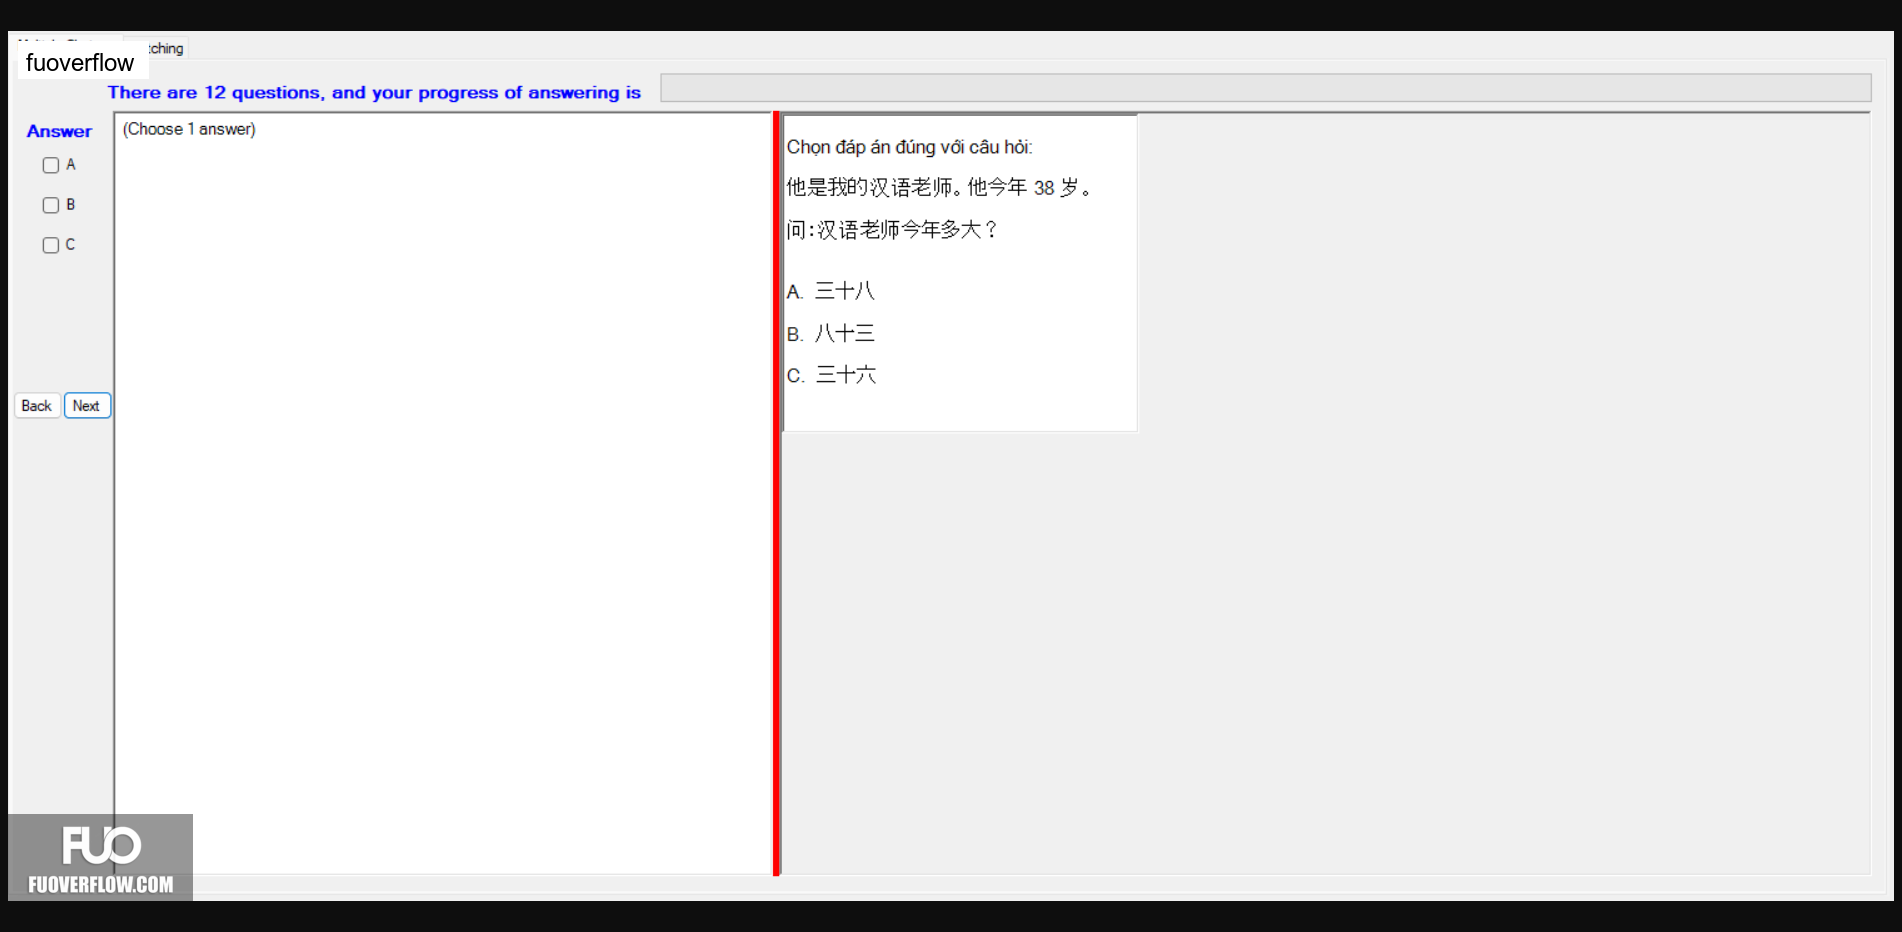 tching
fuoverflow
There are 12 questions, and your progress of answering is
Answer
(Choose 1 answer)
A
B
C
Back
Next
Chọn đáp án đúng với câu hỏi:
他是我的汉语老师。他今年 38 岁。
问:汉语老师今年多大？
A. 三十八
B. 八十三
C. 三十六
FUO
FUOVERFLOW.COM